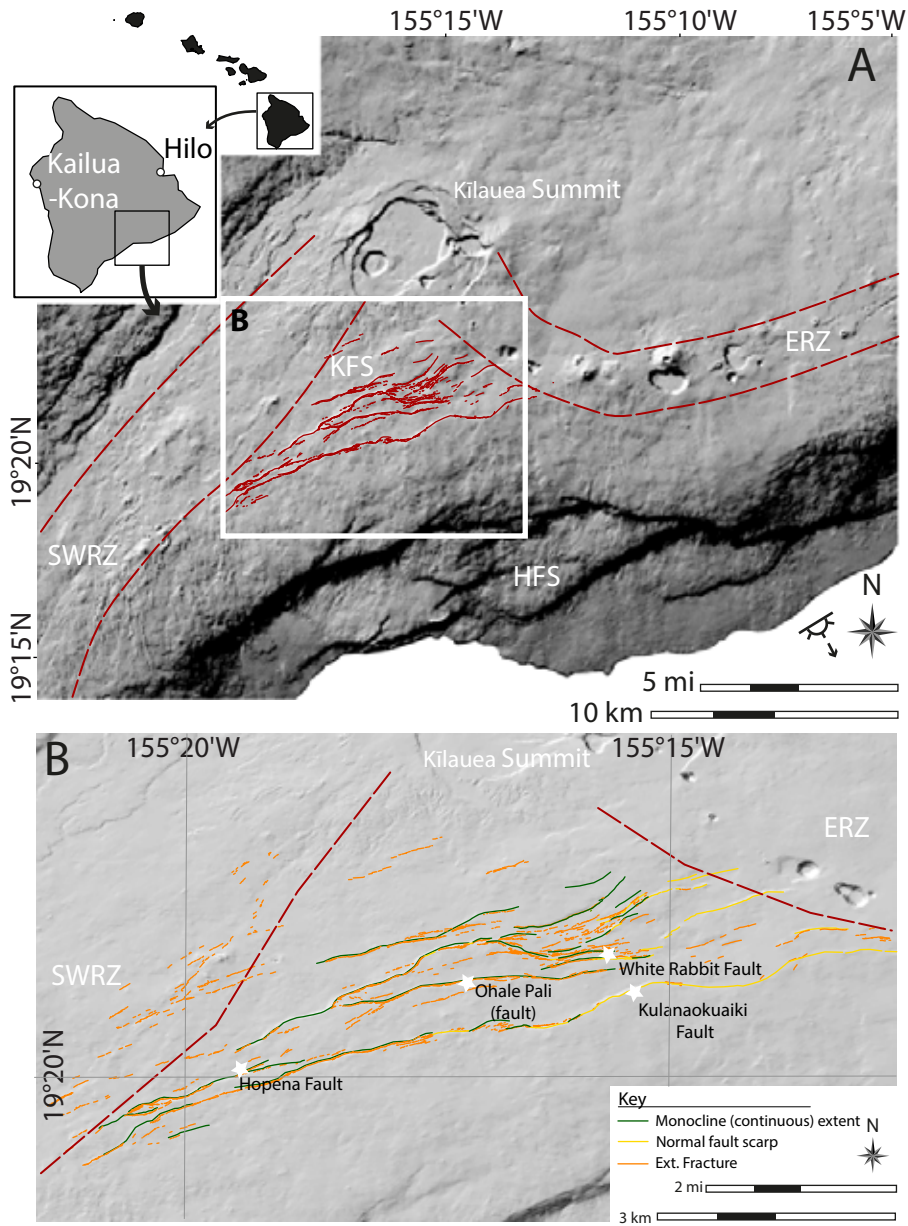 155°15'W
155°10'W
155°5'W
A
Hilo
Kailua
-Kona
Kīlauea Summit
B
KFS
ERZ
19°20'N
SWRZ
HFS
N
19°15'N
5 mi
10 km
B
155°20'W
155°15'W
Kīlauea Summit
ERZ
SWRZ
White Rabbit Fault
Ohale Pali
(fault)
Kulanaokuaiki
Fault
19°20'N
Hopena Fault
Key
Monocline (continuous) extent
N
Normal fault scarp
Ext. Fracture
2 mi
3 km